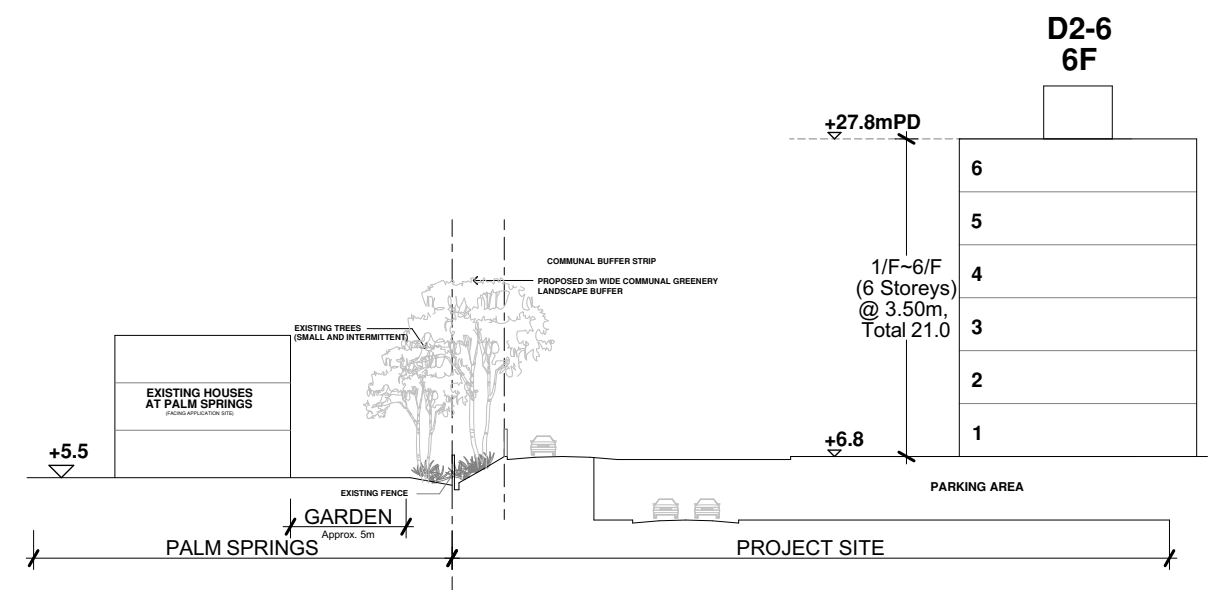 D2-6
6F
+27.8mPD
6
5
4
3
2
1
1/F~6/F
(6 Storeys)
@ 3.50m,
Total 21.0
COMMUNAL BUFFER STRIP
PROPOSED 3m WIDE COMMUNAL GREENERY
LANDSCAPE BUFFER
EXISTING TREES
(SMALL AND INTERMITTENT)
EXISTING HOUSES
AT PALM SPRINGS
(FACING APPLICATION SITE)
+5.5
+6.8
EXISTING FENCE
PARKING AREA
GARDEN
Approx. 5m
PALM SPRINGS
PROJECT SITE